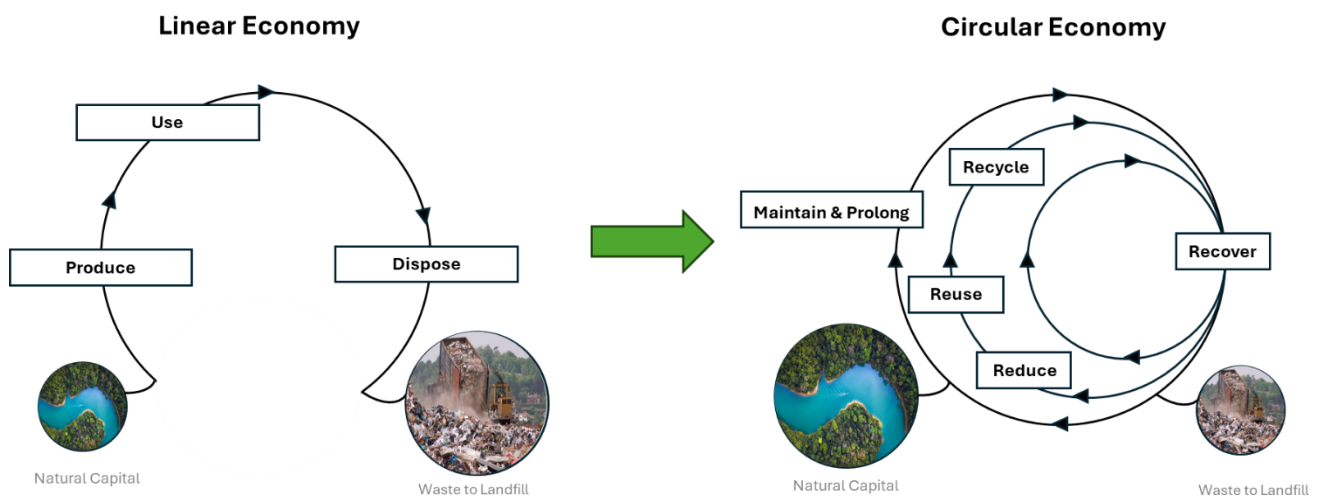 Linear Economy
Use
Produce
Dispose
Natural Capital
Waste to Landfill
Circular Economy
Recycle
Maintain & Prolong
Recover
Reuse
Reduce
Natural Capital
Waste to Landfill